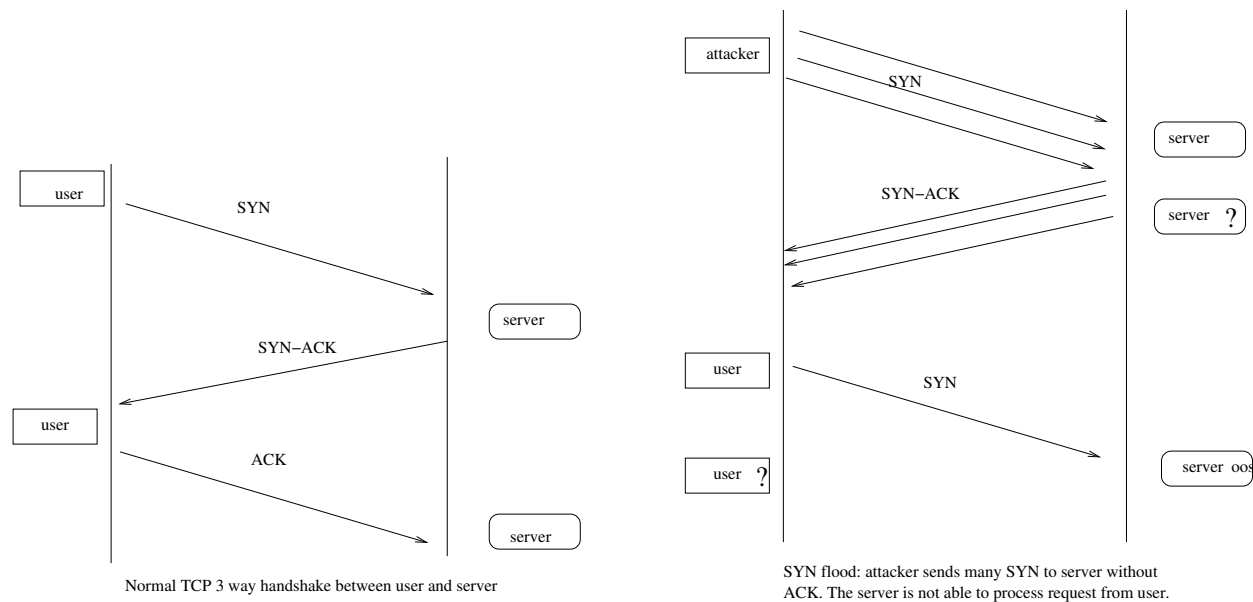 user
SYN
server
SYN−ACK
user
ACK
server
Normal TCP 3 way handshake between user and server
attacker
SYN
server
SYN−ACK
server ?
user
SYN
server oos
user ?
SYN flood: attacker sends many SYN to server without
ACK. The server is not able to process request from user.